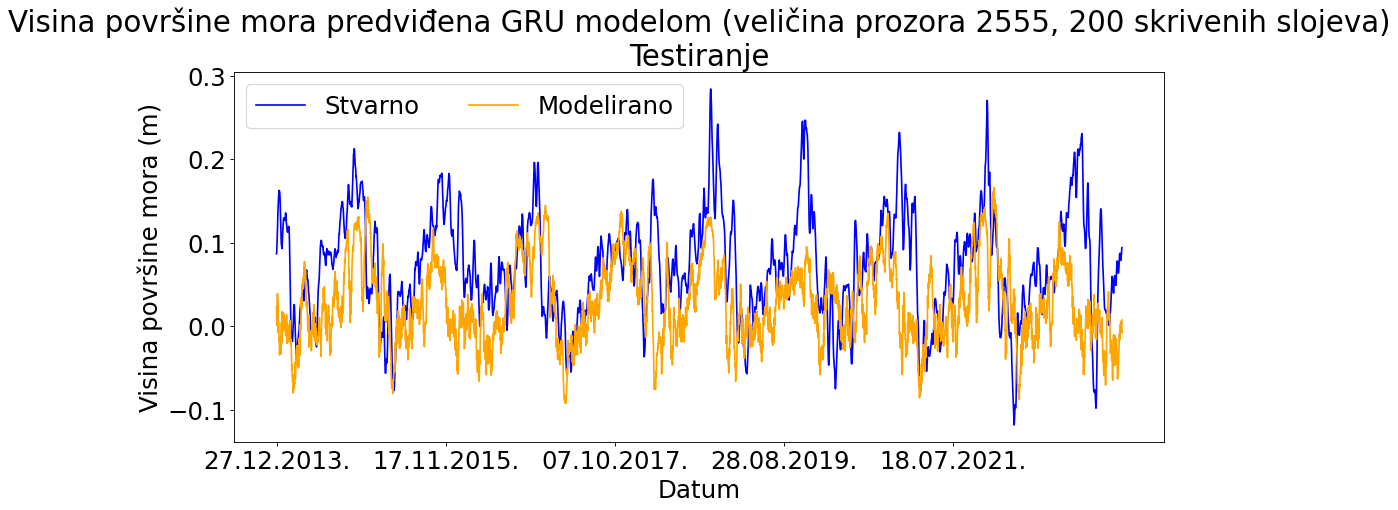 Visina površine mora predviđena GRU modelom (veličina prozora 2555, 200 skrivenih slojeva)
Testiranje
Stvarno
Modelirano
Visina površine mora (m)
0.3
0.2
0.1
0.0
−0.1
27.12.2013.
17.11.2015.
07.10.2017.
28.08.2019.
18.07.2021.
Datum